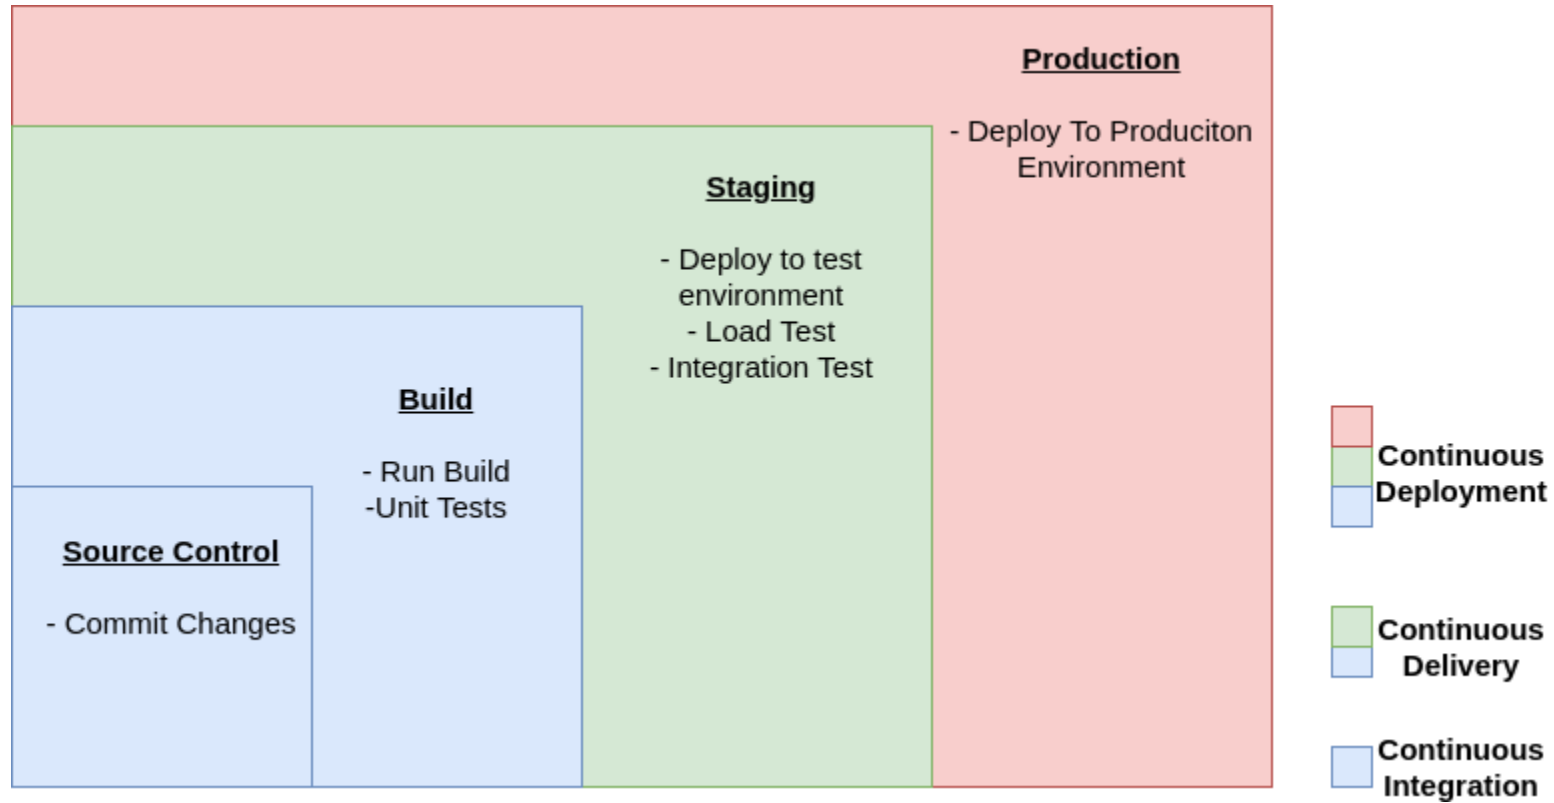 Production
- Deploy To Produciton
Environment
Staging
- Deploy to test
environment
- Load Test
- Integration Test
Build
- Run Build
-Unit Tests
Source Control
- Commit Changes
Continuous
Deployment
Continuous
Delivery
Continuous
Integration